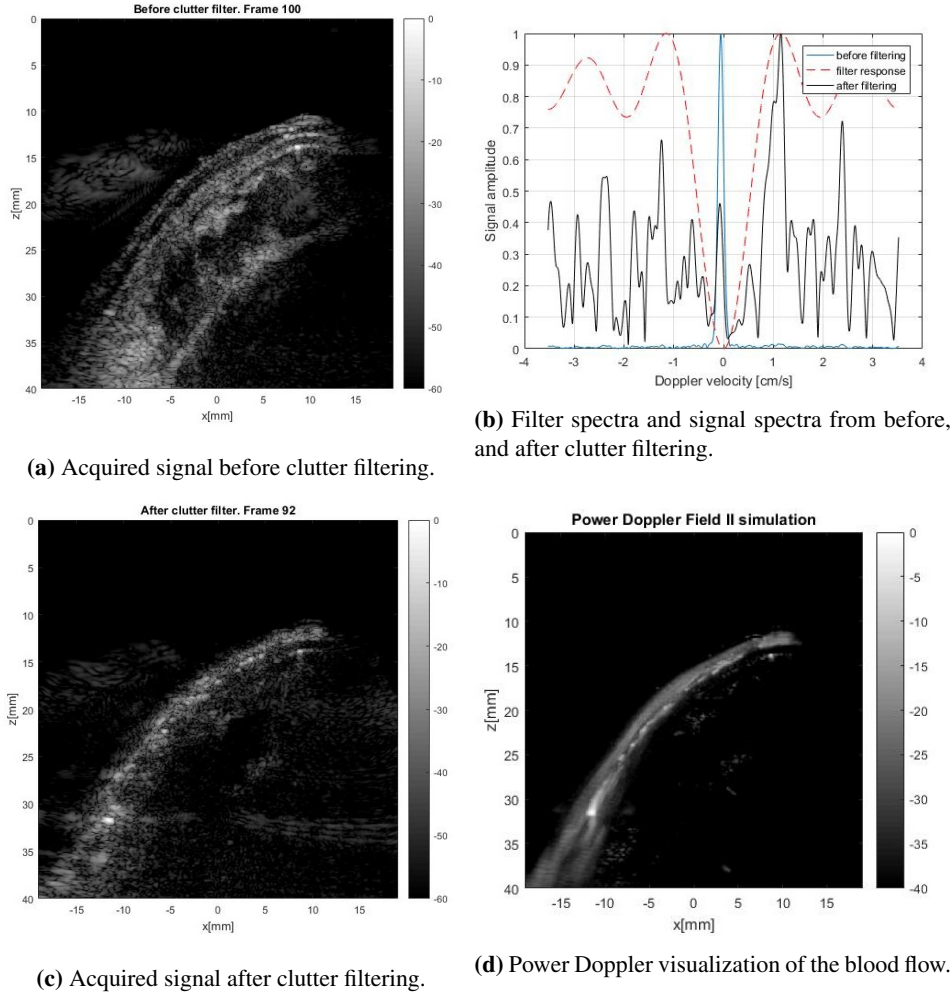 Before clutter filter. Frame 100
0
5
10
15
20
25
30
35
40
z[mm]
-15 -10 -5 0 5 10 15
x[mm]
0
-10
-20
-30
-40
-50
-60
(a) Acquired signal before clutter filtering.
1
0.9
0.8
0.7
0.6
0.5
0.4
0.3
0.2
0.1
0
Signal amplitude
before filtering
filter response
after filtering
-4 -3 -2 -1 0 1 2 3 4
Doppler velocity [cm/s]
(b) Filter spectra and signal spectra from before,
and after clutter filtering.
After clutter filter. Frame 92
0
5
10
15
20
25
30
35
40
z[mm]
-15 -10 -5 0 5 10 15
x[mm]
0
-10
-20
-30
-40
-50
-60
(c) Acquired signal after clutter filtering.
Power Doppler Field II simulation
0
5
10
15
20
25
30
35
40
z[mm]
-15 -10 -5 0 5 10 15
x[mm]
0
-5
-10
-15
-20
-25
-30
-35
-40
(d) Power Doppler visualization of the blood flow.